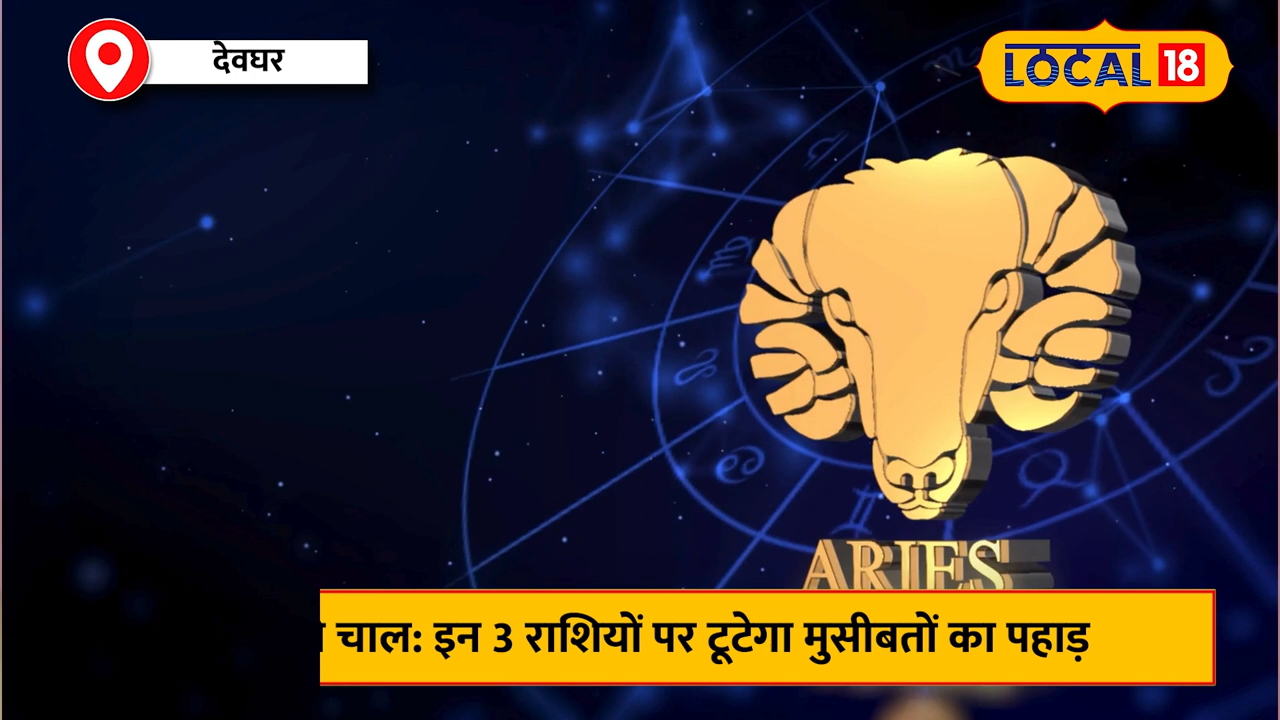 देवघर
LOCAL 18
ARIES
चाल: इन 3 राशियों पर टूटेगा मुसीबतों का पहाड़